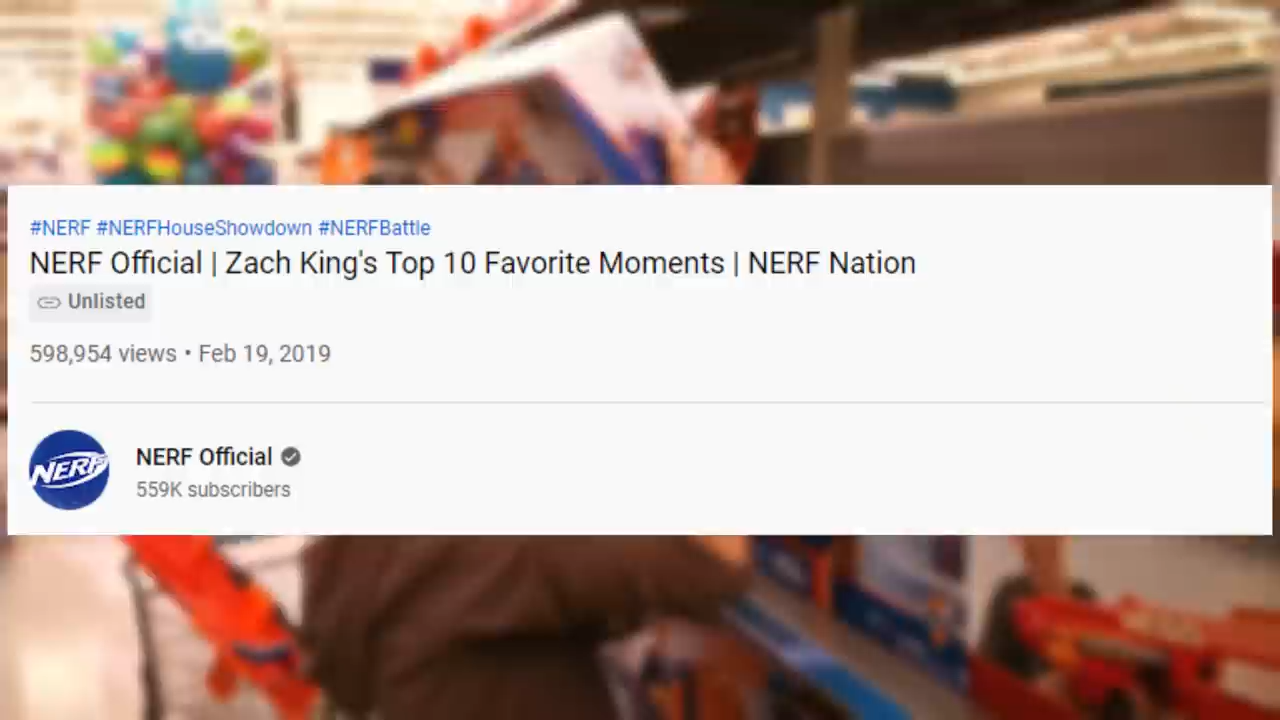 #NERF #NERFHouseShowdown #NERFBattle
NERF Official | Zach King's Top 10 Favorite Moments | NERF Nation
Unlisted
598,954 views • Feb 19, 2019
NERF
NERF Official
559K subscribers